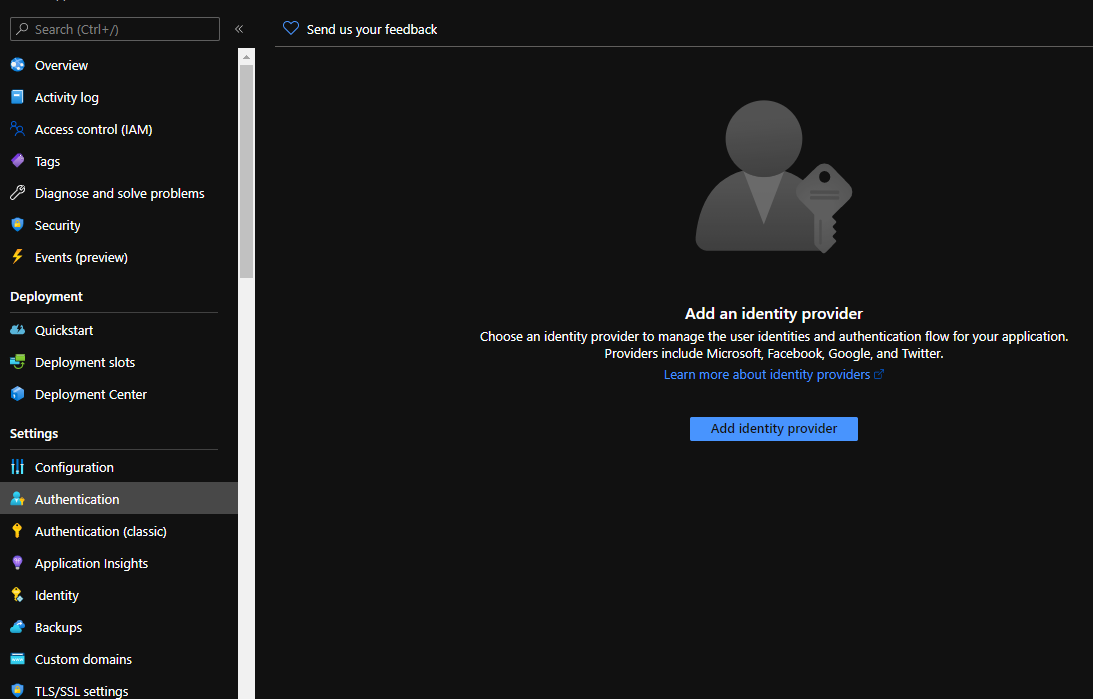 Search (Ctrl+/)
«
Send us your feedback
Overview
Activity log
Access control (IAM)
Tags
Diagnose and solve problems
Security
Events (preview)
Deployment
Quickstart
Deployment slots
Deployment Center
Settings
Configuration
Authentication
Authentication (classic)
Application Insights
Identity
Backups
Custom domains
TLS/SSL settings
Add an identity provider
Choose an identity provider to manage the user identities and authentication flow for your application.
Providers include Microsoft, Facebook, Google, and Twitter.
Learn more about identity providers
Add identity provider